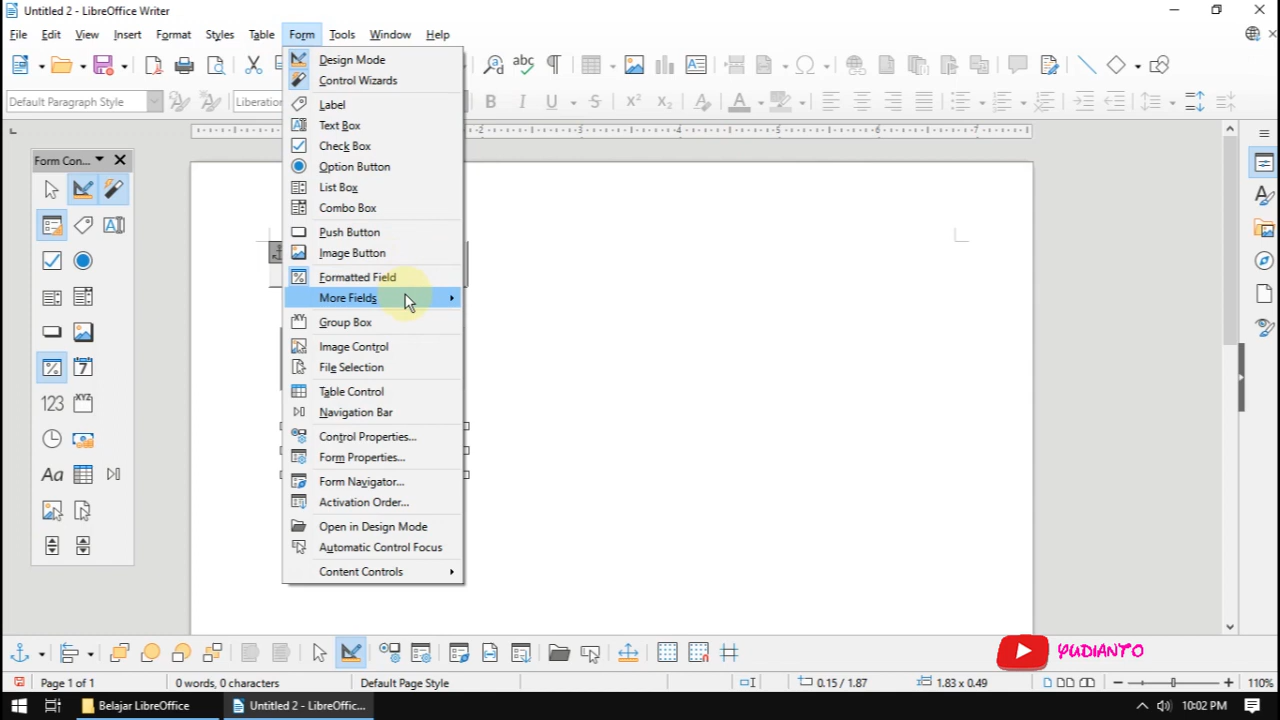 Untitled 2 - LibreOffice Writer
File Edit View Insert Format Styles Table Form Tools Window Help
Default Paragraph Style
Liberation
Form Con...
Design Mode
Control Wizards
Label
Text Box
Check Box
Option Button
List Box
Combo Box
Push Button
Image Button
Formatted Field
More Fields
Group Box
Image Control
File Selection
Table Control
Navigation Bar
Control Properties...
Form Properties...
Form Navigator...
Activation Order...
Open in Design Mode
Automatic Control Focus
Content Controls
YUDIANTO
Page 1 of 1
0 words, 0 characters
Default Page Style
0.15 / 1.87
1.83 x 0.49
110%
Belajar LibreOffice
Untitled 2 - LibreOffic...
10:02 PM